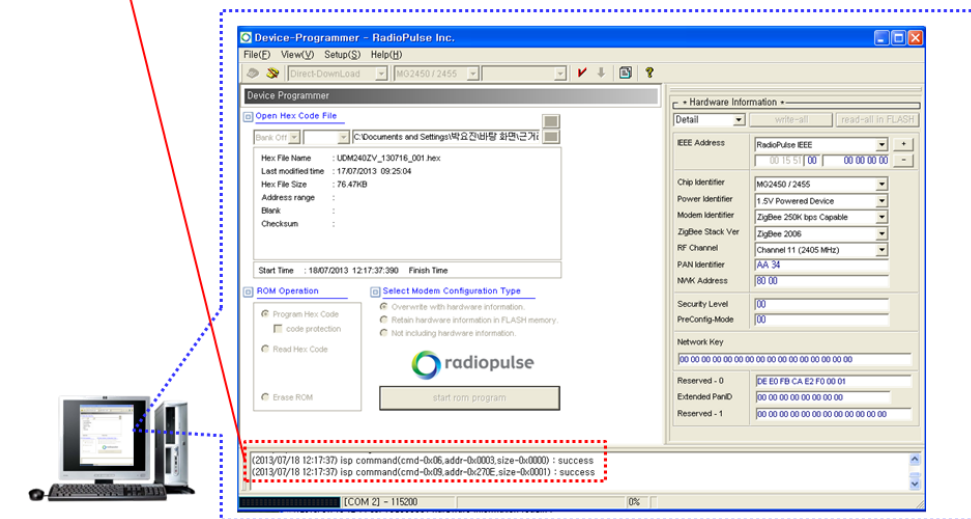 Device-Programmer - RadioPulse Inc.
File(F) View(V) Setup(S) Help(H)
Direct-DownLoad MG2450 / 2455
Device Programmer
Open Hex Code File
Bank Off C:\Documents and Settings\박요진\바탕 화면\근거
Hex File Name : UDM240ZV_130716_001.hex
Last modified time : 17/07/2013 09:25:04
Hex File Size : 76.47KB
Address range :
Blank :
Checksum :
Start Time : 18/07/2013 12:17:37:390 Finish Time
ROM Operation
Program Hex Code
code protection
Read Hex Code
Erase ROM
Select Modem Configuration Type
Overwrite with hardware information.
Retain hardware information in FLASH memory.
Not including hardware information.
radiopulse
start rom program
+ Hardware Information +
Detail write-all read-all in FLASH
IEEE Address RadioPulse IEEE +
00 15 51 00 00 00 00 00 -
Chip Identifier MG2450 / 2455
Power Identifier 1.5V Powered Device
Modem Identifier ZigBee 250K bps Capable
ZigBee Stack Ver ZigBee 2006
RF Channel Channel 11 (2405 MHz)
PAN Identifier AA 34
NWK Address 80 00
Security Level 00
PreConfig-Mode 00
Network Key
00 00 00 00 00 00 00 00 00 00 00 00 00 00 00 00
Reserved - 0 DE E0 FB CA E2 F0 00 01
Extended PanID 00 00 00 00 00 00 00 00
Reserved - 1 00 00 00 00 00 00 00 00 00 00 00 00
(2013/07/18 12:17:37) isp command(cmd-0x06,addr-0x0003,size-0x0000) : success
(2013/07/18 12:17:37) isp command(cmd-0x09,addr-0x270E,size-0x0001) : success
[COM 2] - 115200 0%